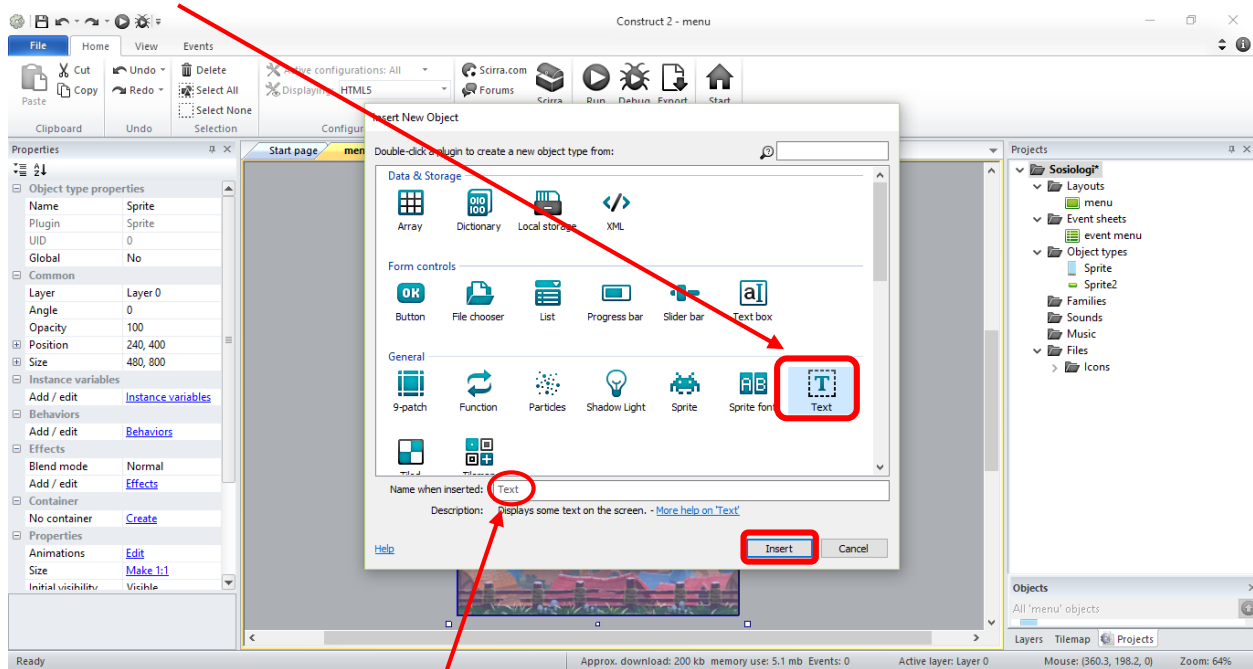 Construct 2 - menu
File Home View Events
Paste
Cut
Copy
Clipboard
Undo
Redo
Undo
Delete
Select All
Select None
Selection
configurations: All
HTML5
Scirra.com
Forums
Run Debug Export Start
Properties
Object type properties
Name Sprite
Plugin Sprite
UID 0
Global No
Common
Layer Layer 0
Angle 0
Opacity 100
Position 240, 400
Size 480, 800
Instance variables
Add / edit Instance variables
Behaviors
Add / edit Behaviors
Effects
Blend mode Normal
Add / edit Effects
Container
No container Create
Properties
Animations Edit
Size Make 1:1
Initial visibility Visible
Start page
Insert New Object
Double-click a plugin to create a new object type from:
Data & Storage
010
100
Array Dictionary Local storage XML
Form controls
OK
a
Button File chooser List Progress bar Slider bar Text box
General
AB
T
9-patch Function Particles Shadow Light Sprite Sprite font Text
Name when inserted: Text
Description: Displays some text on the screen. - More help on 'Text'
Help
Insert Cancel
Projects
Sosiologi*
Layouts
menu
Event sheets
event menu
Object types
Sprite
Sprite2
Families
Sounds
Music
Files
Icons
Objects
All 'menu' objects
Layers Tilemap Projects
Ready
Approx. download: 200 kb memory use: 5.1 mb Events: 0 Active layer: Layer 0 Mouse: (360.3, 198.2, 0) Zoom: 64%